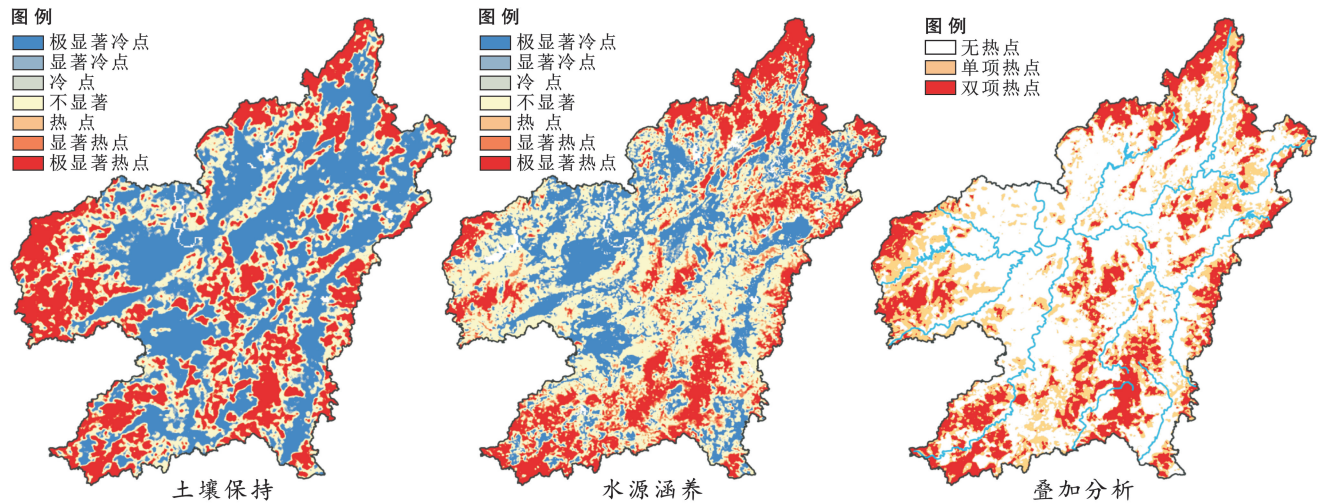 图例
极显著冷点
显著冷点
冷 点
不显著
热 点
显著热点
极显著热点
土壤保持
图例
极显著冷点
显著冷点
冷 点
不显著
热 点
显著热点
极显著热点
水源涵养
图例
无热点
单项热点
双项热点
叠加分析